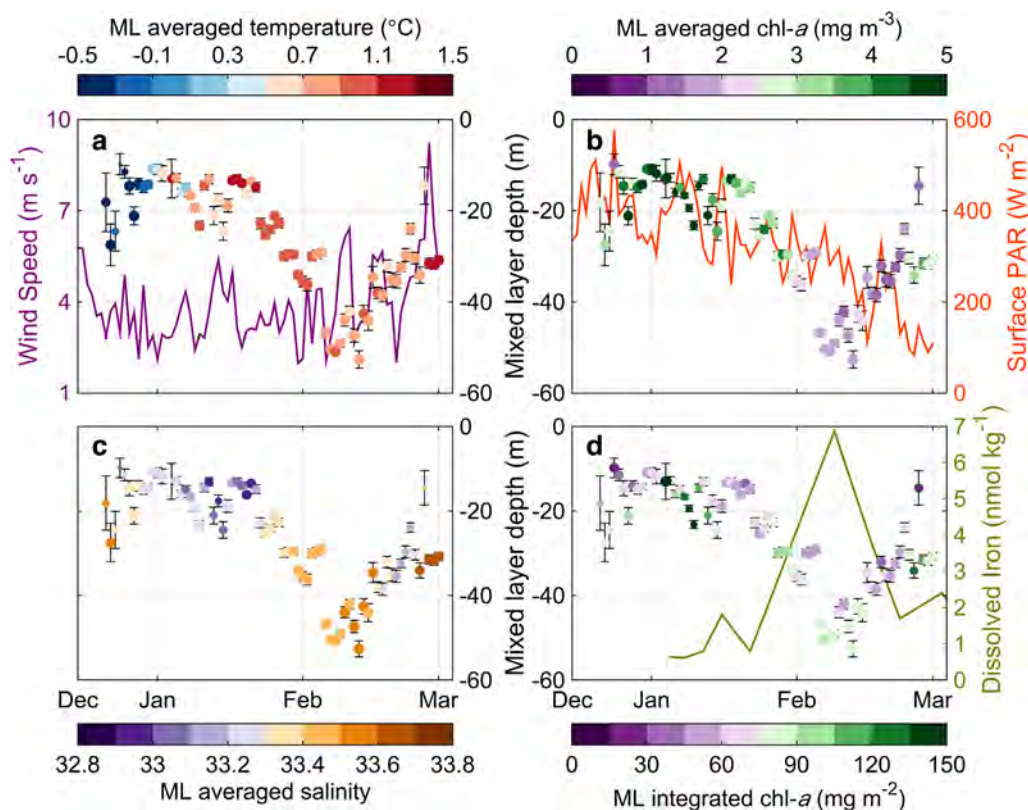 ML averaged temperature (°C)
-0.5 -0.1 0.3 0.7 1.1 1.5
ML averaged chl-a (mg m-3)
0 1 2 3 4 5
a
Wind Speed (m s-1)
10
7
4
1
0
-20
-40
-60
Mixed layer depth (m)
b
600
400
200
0
Surface PAR (W m-2)
c
0
-20
-40
-60
Mixed layer depth (m)
d
7
6
5
4
3
2
1
0
Dissolved Iron (nmol kg-1)
Dec Jan Feb Mar
Dec Jan Feb Mar
32.8 33 33.2 33.4 33.6 33.8
ML averaged salinity
0 30 60 90 120 150
ML integrated chl-a (mg m-2)